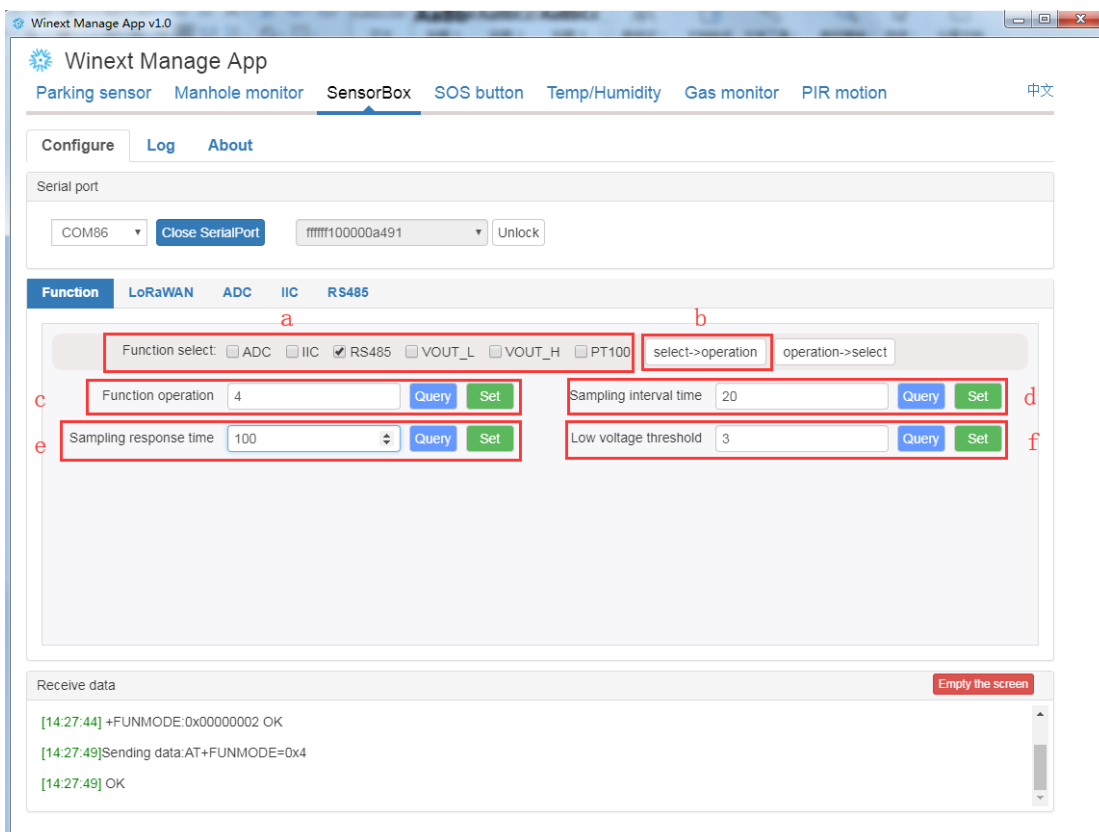 Winext Manage App v1.0
Winext Manage App
Parking sensor Manhole monitor SensorBox SOS button Temp/Humidity Gas monitor PIR motion 中文
Configure Log About
Serial port
COM86 Close SerialPort ffffff100000a491 Unlock
Function LoRaWAN ADC IIC RS485
a b
Function select: ADC IIC RS485 VOUT_L VOUT_H PT100 select->operation operation->select
c Function operation 4 Query Set Sampling interval time 20 Query Set d
e Sampling response time 100 Query Set Low voltage threshold 3 Query Set f
Receive data Empty the screen
[14:27:44] +FUNMODE:0x00000002 OK
[14:27:49]Sending data:AT+FUNMODE=0x4
[14:27:49] OK